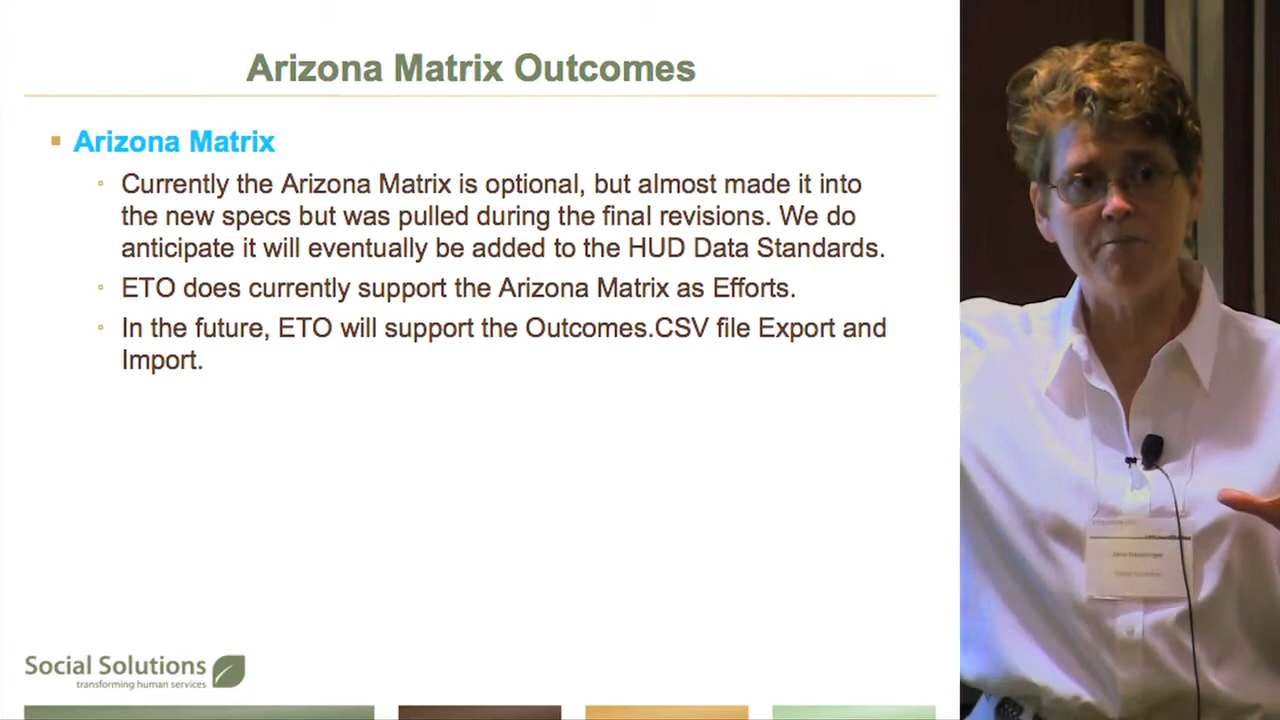 Arizona Matrix Outcomes
Arizona Matrix
Currently the Arizona Matrix is optional, but almost made it into
the new specs but was pulled during the final revisions. We do
anticipate it will eventually be added to the HUD Data Standards.
ETO does currently support the Arizona Matrix as Efforts.
In the future, ETO will support the Outcomes.CSV file Export and
Import.
Social Solutions
transforming human services